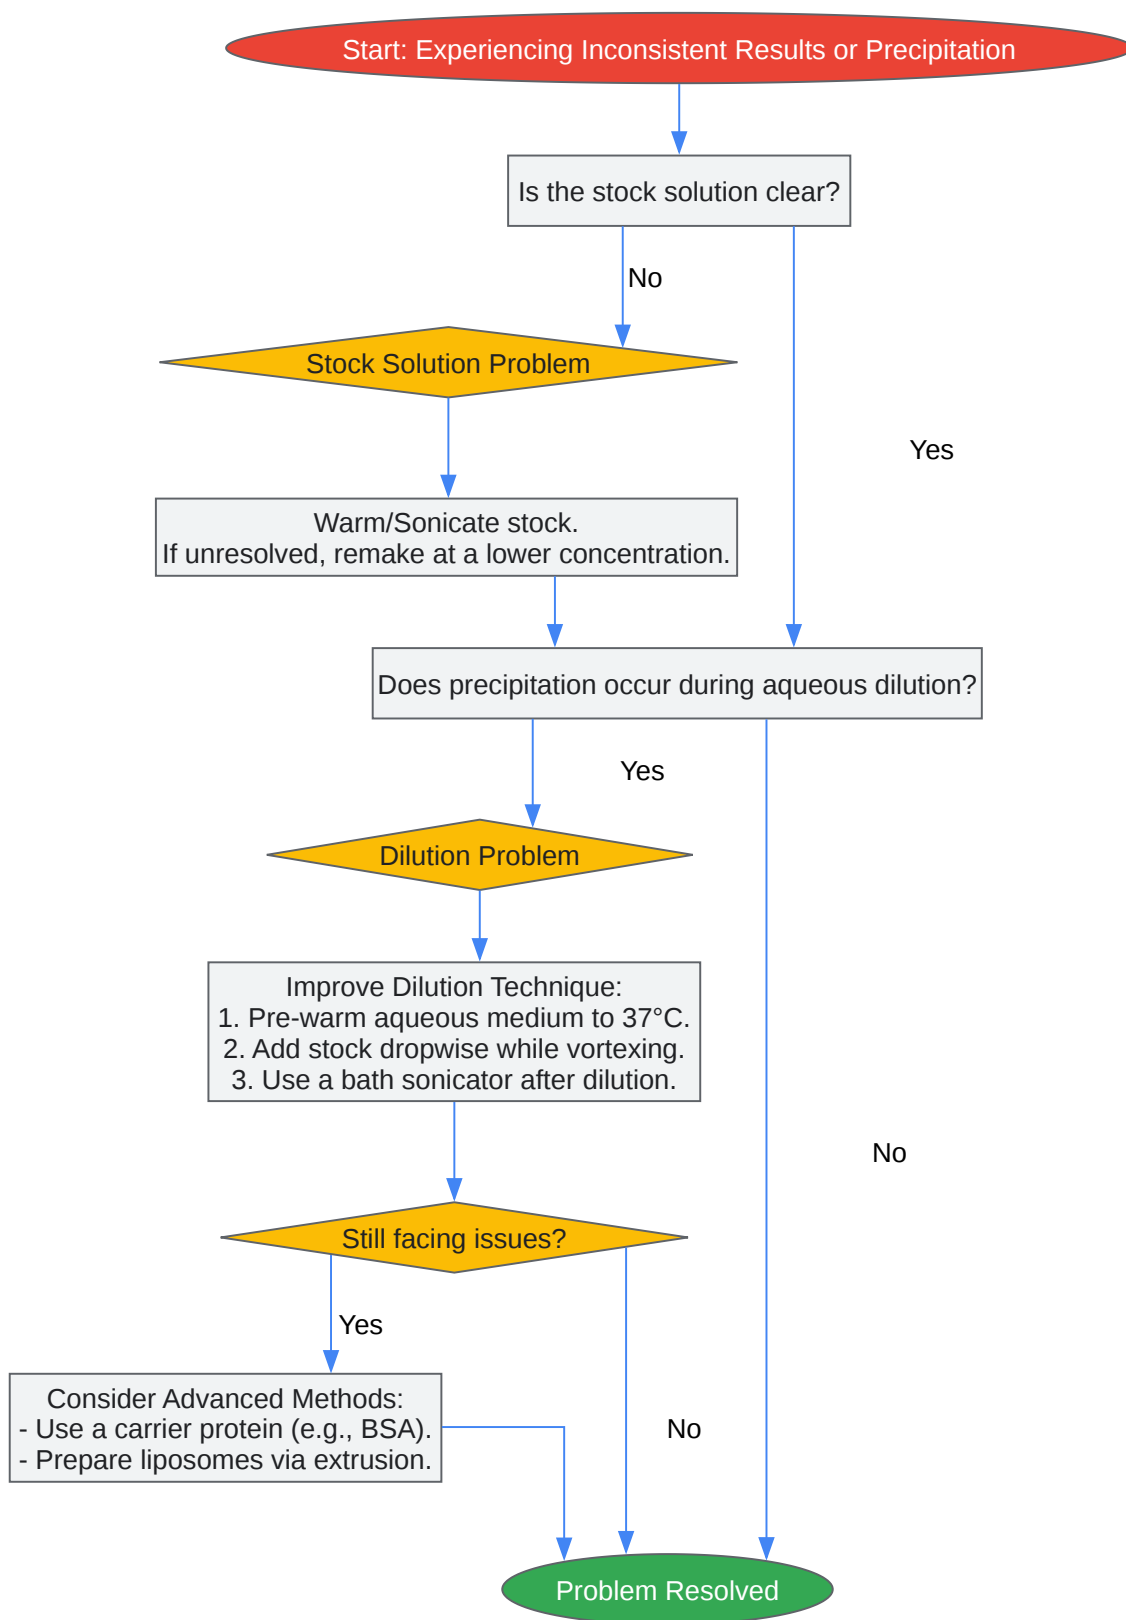 Start: Experiencing Inconsistent Results or Precipitation
Is the stock solution clear?
No
Stock Solution Problem
Yes
Warm/Sonicate stock.
If unresolved, remake at a lower concentration.
Does precipitation occur during aqueous dilution?
Yes
Dilution Problem
Improve Dilution Technique:
1. Pre-warm aqueous medium to 37°C.
2. Add stock dropwise while vortexing.
3. Use a bath sonicator after dilution.
No
Still facing issues?
Yes
Consider Advanced Methods:
- Use a carrier protein (e.g., BSA).
- Prepare liposomes via extrusion.
No
Problem Resolved